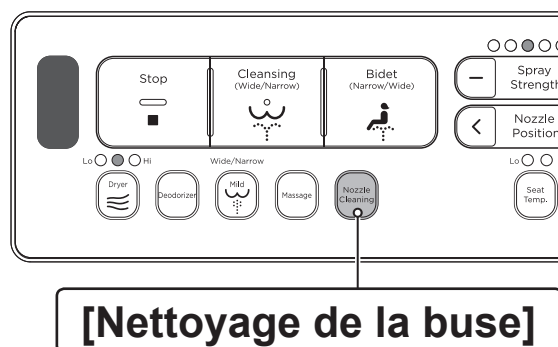 Stop
Cleansing
(Wide/Narrow)
Bidet
(Narrow/Wide)
Spray
Strength
Nozzle
Position
Lo
Hi
Wide/Narrow
Lo
Dryer
Deodorizer
Mild
Massage
Nozzle
Cleaning
Seat
Temp.
[Nettoyage de la buse]